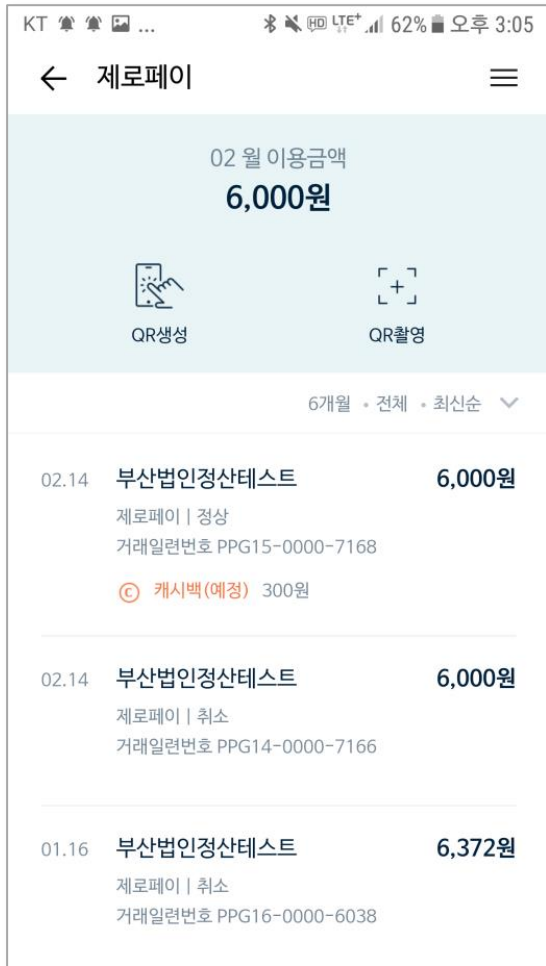 KT ... HD LTE+ 62% 오후 3:05
제로페이
02 월 이용금액
6,000원
QR생성 QR촬영
6개월 • 전체 • 최신순
02.14 부산법인정산테스트 6,000원
제로페이 | 정상
거래일련번호 PPG15-0000-7168
ⓒ 캐시백(예정) 300원
02.14 부산법인정산테스트 6,000원
제로페이 | 취소
거래일련번호 PPG14-0000-7166
01.16 부산법인정산테스트 6,372원
제로페이 | 취소
거래일련번호 PPG16-0000-6038